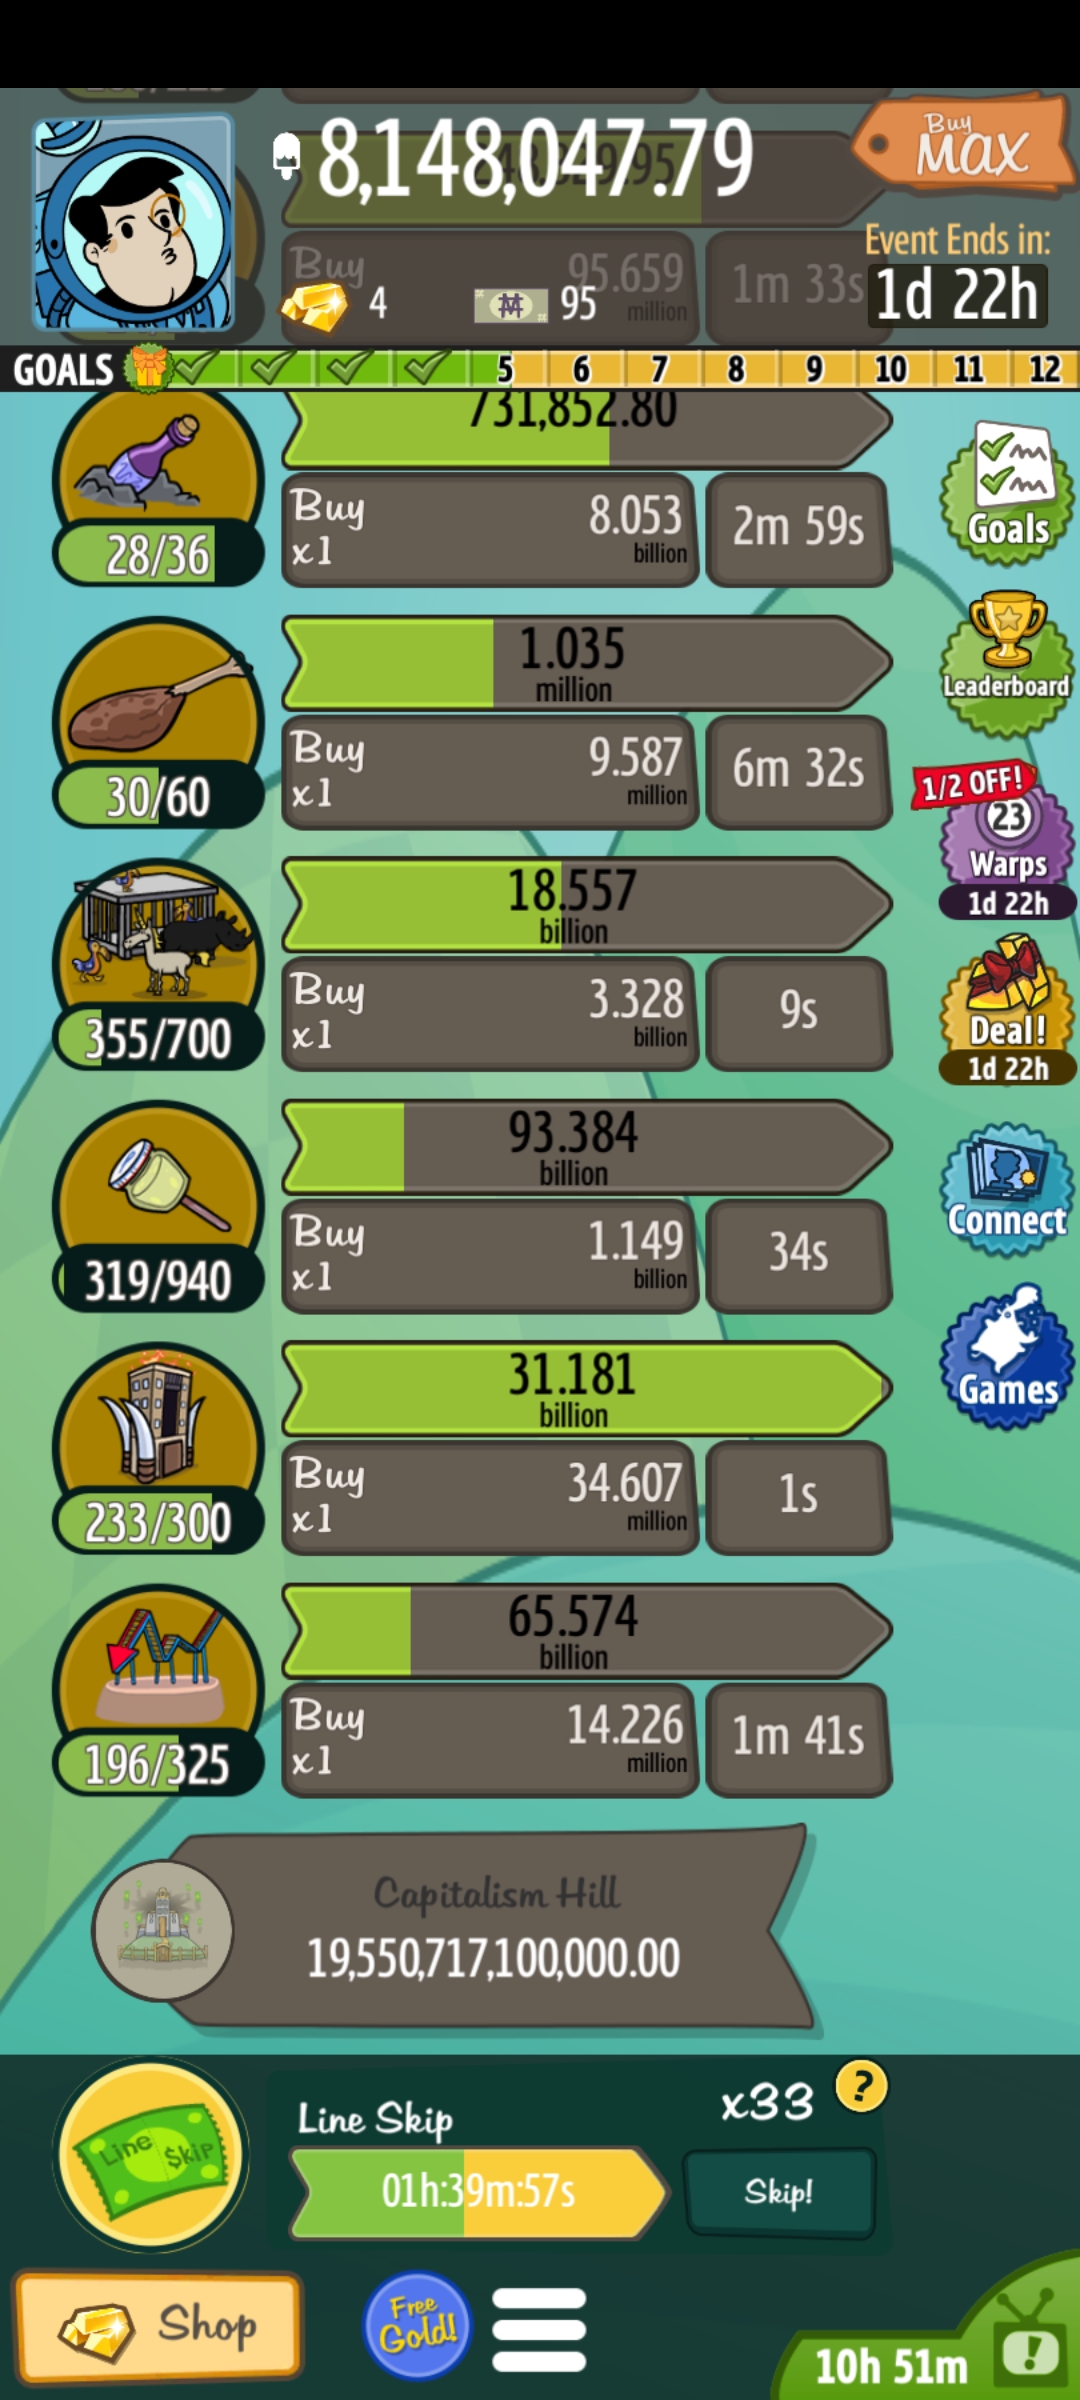 8,148,047.79
Buy
MAX
Buy
95.659
million
1m 33s
4
95
Event Ends in:
1d 22h
GOALS
5 6 7 8 9 10 11 12
731,852.80
28/36
Buy
x1
8.053
billion
2m 59s
Goals
1.035
million
30/60
Buy
x1
9.587
million
6m 32s
Leaderboard
1/2 OFF!
23
Warps
1d 22h
18.557
billion
355/700
Buy
x1
3.328
billion
9s
Deal!
1d 22h
93.384
billion
319/940
Buy
x1
1.149
billion
34s
Connect
31.181
billion
233/300
Buy
x1
34.607
million
1s
Games
65.574
billion
196/325
Buy
x1
14.226
million
1m 41s
Capitalism Hill
19,550,717,100,000.00
Line $kip
Line Skip
x33
?
01h:39m:57s
Skip!
Shop
Free
Gold!
10h 51m
!